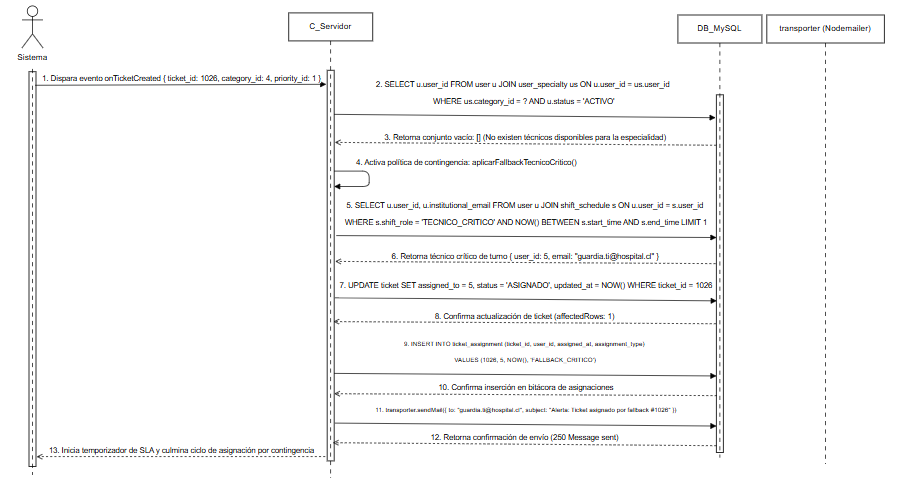 C_Servidor
DB_MySQL
transporter (Nodemailer)
Sistema
1. Dispara evento onTicketCreated { ticket_id: 1026, category_id: 4, priority_id: 1 }
2. SELECT u.user_id FROM user u JOIN user_specialty us ON u.user_id = us.user_id
WHERE us.category_id = ? AND u.status = 'ACTIVO'
3. Retorna conjunto vacío: [] (No existen técnicos disponibles para la especialidad)
4. Activa política de contingencia: aplicarFallbackTecnicoCritico()
5. SELECT u.user_id, u.institutional_email FROM user u JOIN shift_schedule s ON u.user_id = s.user_id
WHERE s.shift_role = 'TECNICO_CRITICO' AND NOW() BETWEEN s.start_time AND s.end_time LIMIT 1
6. Retorna técnico crítico de turno { user_id: 5, email: "guardia.ti@hospital.cl" }
7. UPDATE ticket SET assigned_to = 5, status = 'ASIGNADO', updated_at = NOW() WHERE ticket_id = 1026
8. Confirma actualización de ticket (affectedRows: 1)
9. INSERT INTO ticket_assignment (ticket_id, user_id, assigned_at, assignment_type)
VALUES (1026, 5, NOW(), 'FALLBACK_CRITICO')
10. Confirma inserción en bitácora de asignaciones
11. transporter.sendMail({ to: "guardia.ti@hospital.cl", subject: "Alerta: Ticket asignado por fallback #1026" })
12. Retorna confirmación de envío (250 Message sent)
13. Inicia temporizador de SLA y culmina ciclo de asignación por contingencia